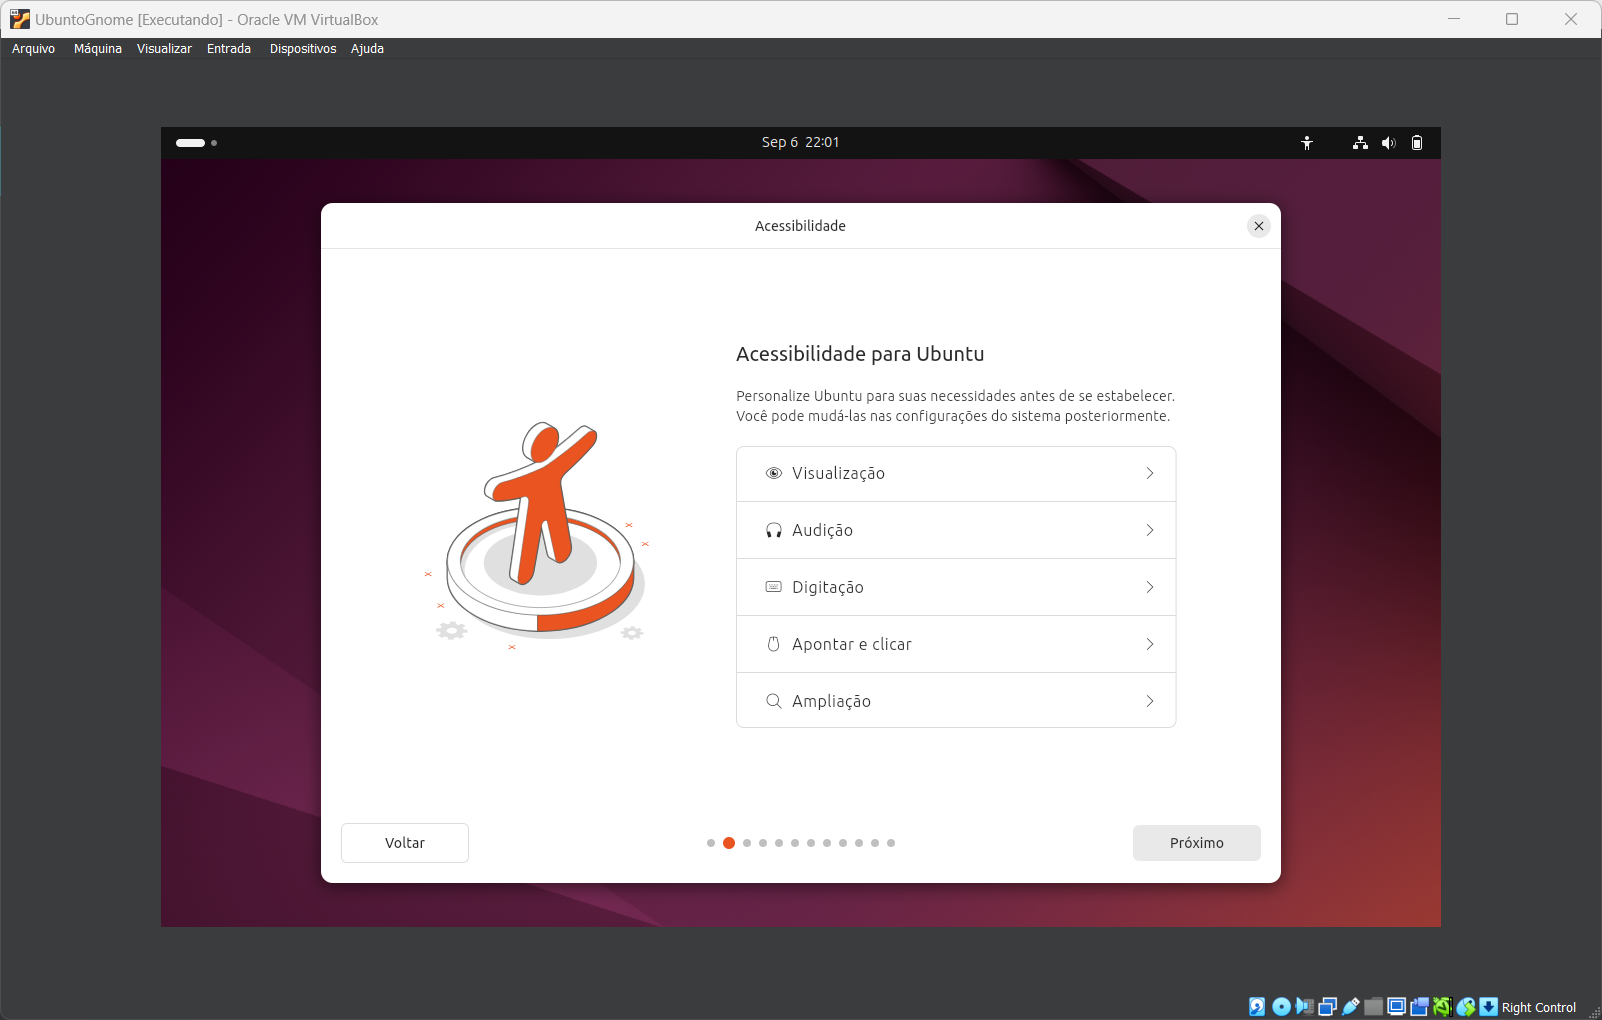 UbuntoGnome [Executando] - Oracle VM VirtualBox
Arquivo Máquina Visualizar Entrada Dispositivos Ajuda
Sep 6 22:01
Acessibilidade
Acessibilidade para Ubuntu
Personalize Ubuntu para suas necessidades antes de se estabelecer.
Você pode mudá-las nas configurações do sistema posteriormente.
Visualização
Audição
Digitação
Apontar e clicar
Ampliação
Voltar
Próximo
Right Control